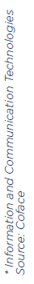 * Information and Communication Technologies
Source: Coface